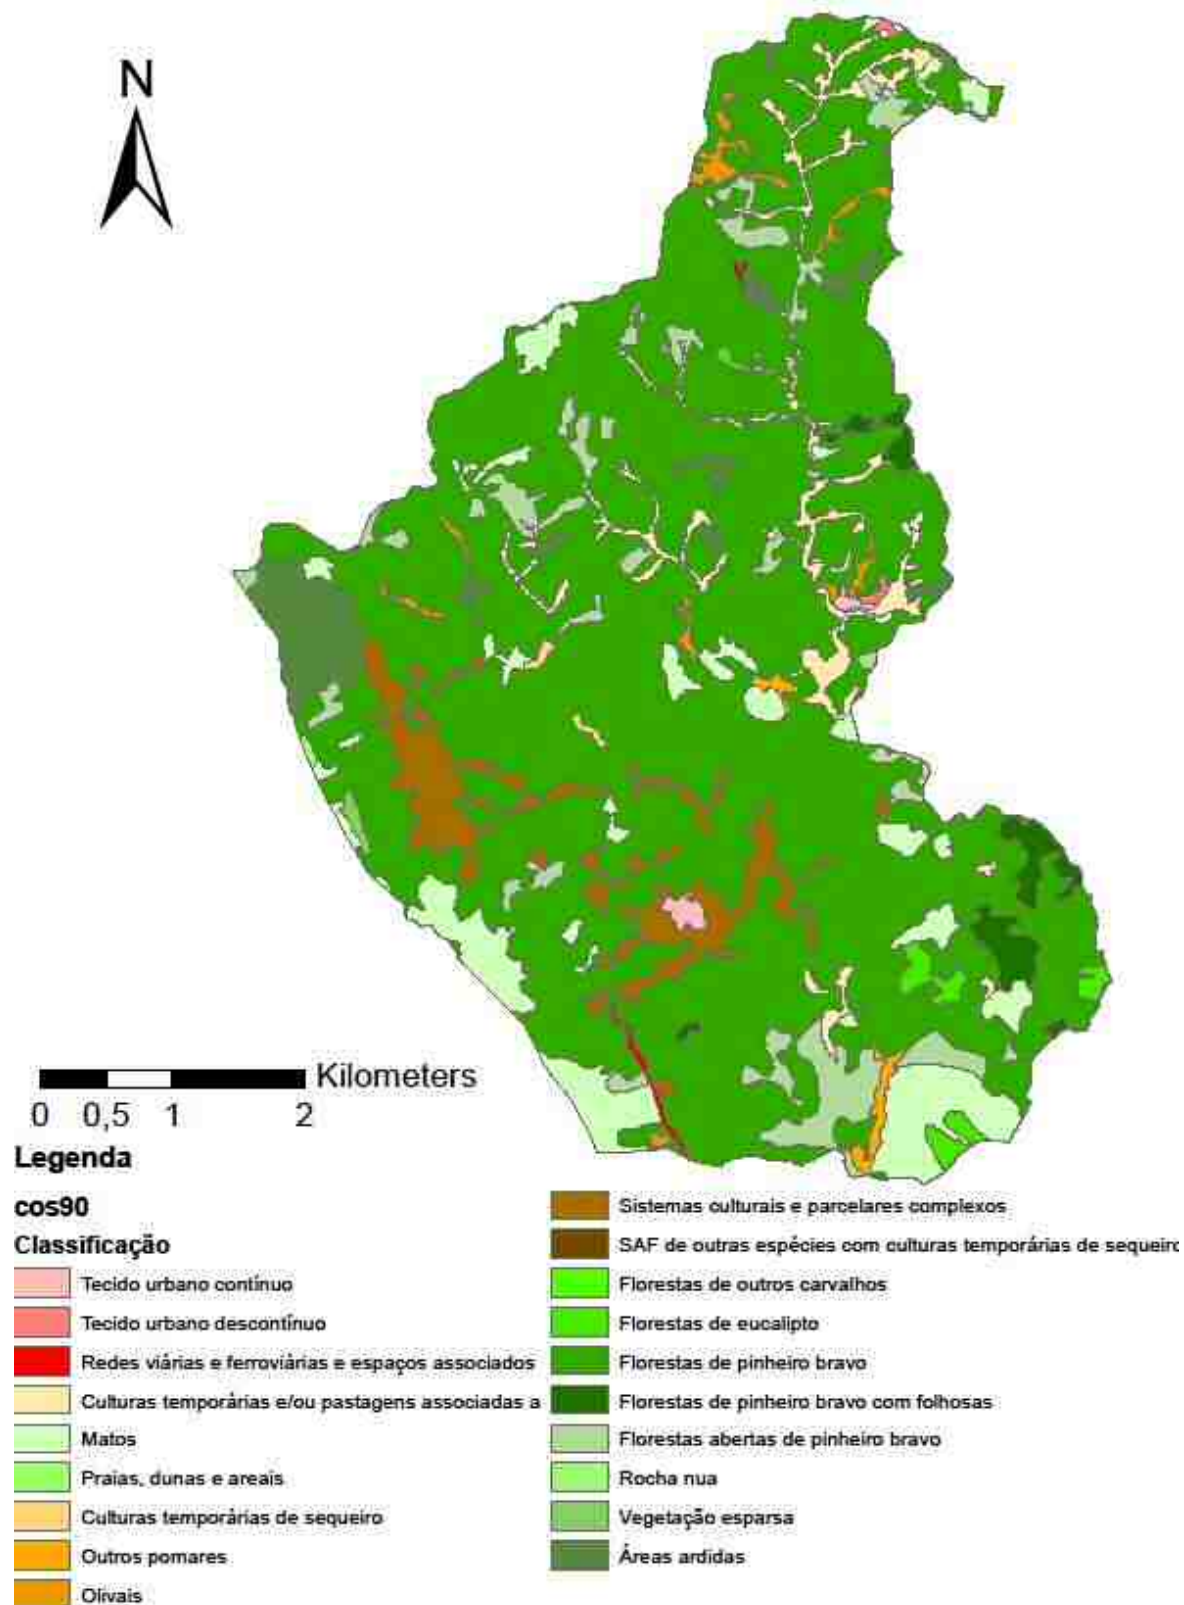 N
Kilometers
0 0,5 1 2
Legenda
cos90
Classificação
Tecido urbano contínuo
Tecido urbano descontínuo
Redes viárias e ferroviárias e espaços associados
Culturas temporárias e/ou pastagens associadas a
Matos
Praias, dunas e areais
Culturas temporárias de sequeiro
Outros pomares
Olivais
Sistemas culturais e parcelares complexos
SAF de outras espécies com culturas temporárias de sequeiro
Florestas de outros carvalhos
Florestas de eucalipto
Florestas de pinheiro bravo
Florestas de pinheiro bravo com folhosas
Florestas abertas de pinheiro bravo
Rocha nua
Vegetação esparsa
Áreas ardidas